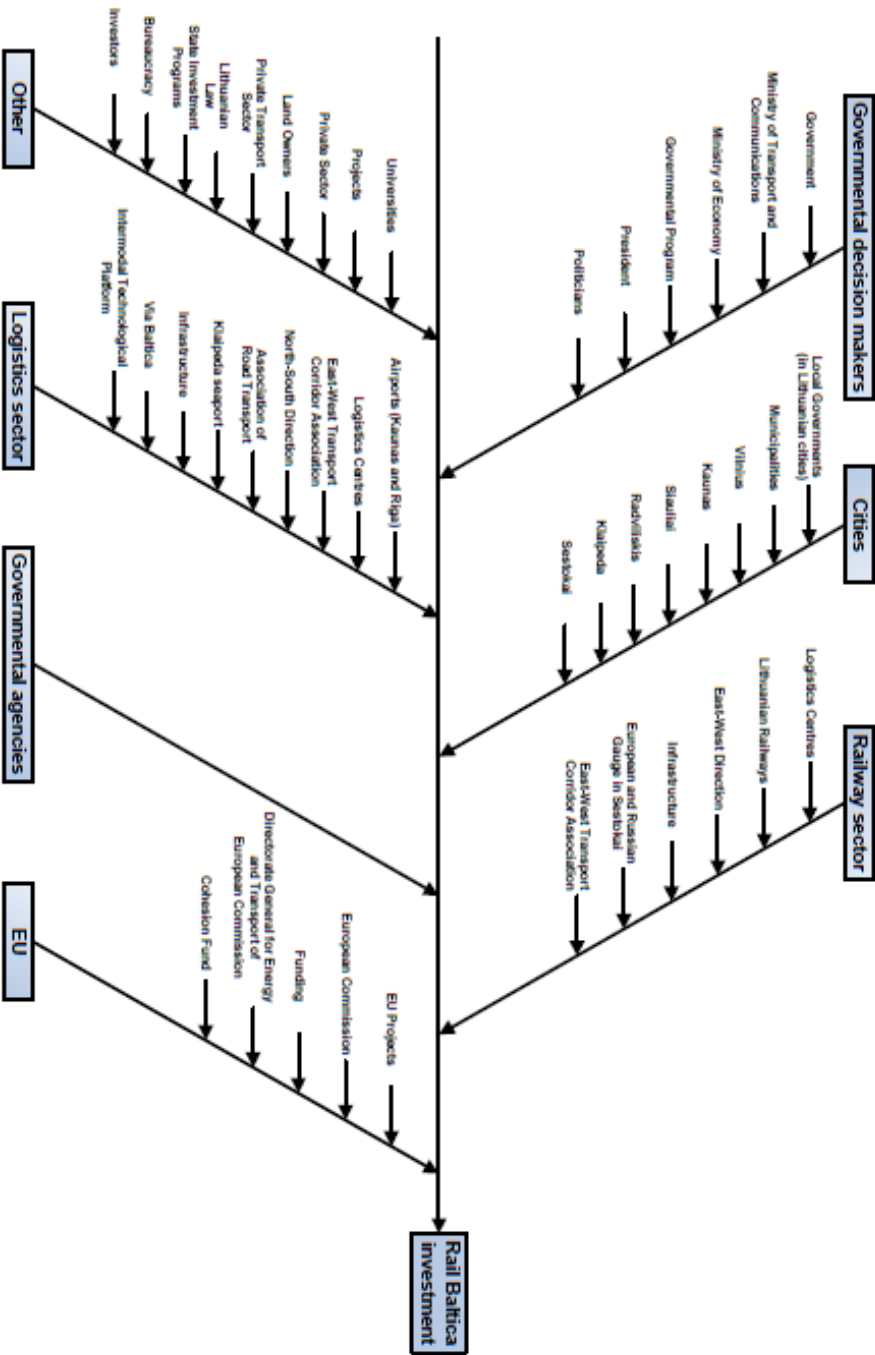 Governmental decision makers
Government
Ministry of Transport and
Communications
Ministry of Economy
Governmental Program
President
Politicians
Cities
Local Governments
(in Lithuanian cities)
Municipalities
Vilnius
Kaunas
Siauliai
Radviliskis
Klaipeda
Sestokai
Railway sector
Logistics Centres
Lithuanian Railways
East-West Direction
Infrastructure
European and Russian
Gauge in Sestokai
East-West Transport
Corridor Association
Rail Baltica
investment
Universities
Projects
Private Sector
Land Owners
Private Transport
Sector
Lithuanian
Law
State Investment
Programs
Bureaucracy
Investors
Other
Airports (Kaunas and Riga)
Logistics Centres
East-West Transport
Corridor Association
North-South Direction
Association of
Road Transport
Klaipeda seaport
Infrastructure
Via Baltica
Intermodal Technological
Platform
Logistics sector
Governmental agencies
EU Projects
European Commission
Funding
Directorate General for Energy
and Transport of
European Commission
Cohesion Fund
EU